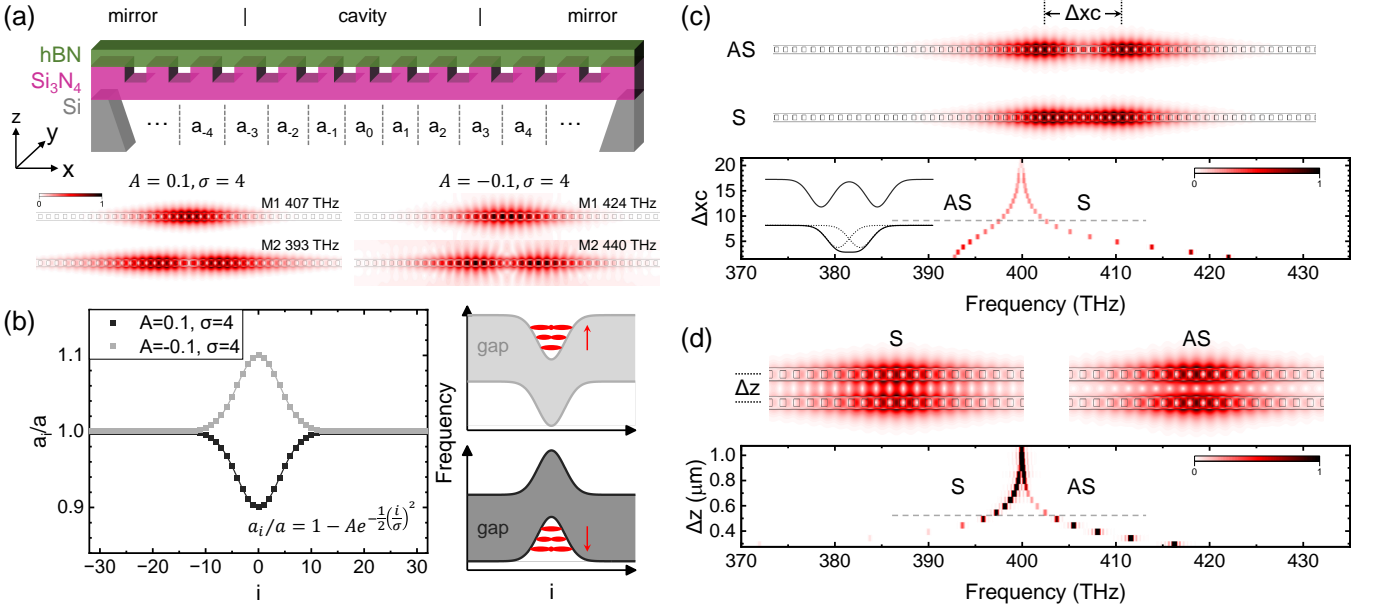 (a)
mirror | cavity | mirror
hBN
Si3N4
Si
z
y
x
... a-4 a-3 a-2 a-1 a0 a1 a2 a3 a4 ...
A = 0.1, σ = 4
A = −0.1, σ = 4
0 1
M1 407 THz
M1 424 THz
M2 393 THz
M2 440 THz
(b)
A=0.1, σ=4
A=-0.1, σ=4
1.1
1.0
0.9
ai/a
ai/a = 1 − Ae^{−1/2(i/σ)^2}
−30 −20 −10 0 10 20 30
i
Frequency
gap
gap
i
(c)
Δxc
AS
S
20
15
10
5
Δxc
AS
S
0 1
370 380 390 400 410 420 430
Frequency (THz)
(d)
S
AS
Δz
1.0
0.8
0.6
0.4
Δz (μm)
S
AS
0 1
370 380 390 400 410 420 430
Frequency (THz)